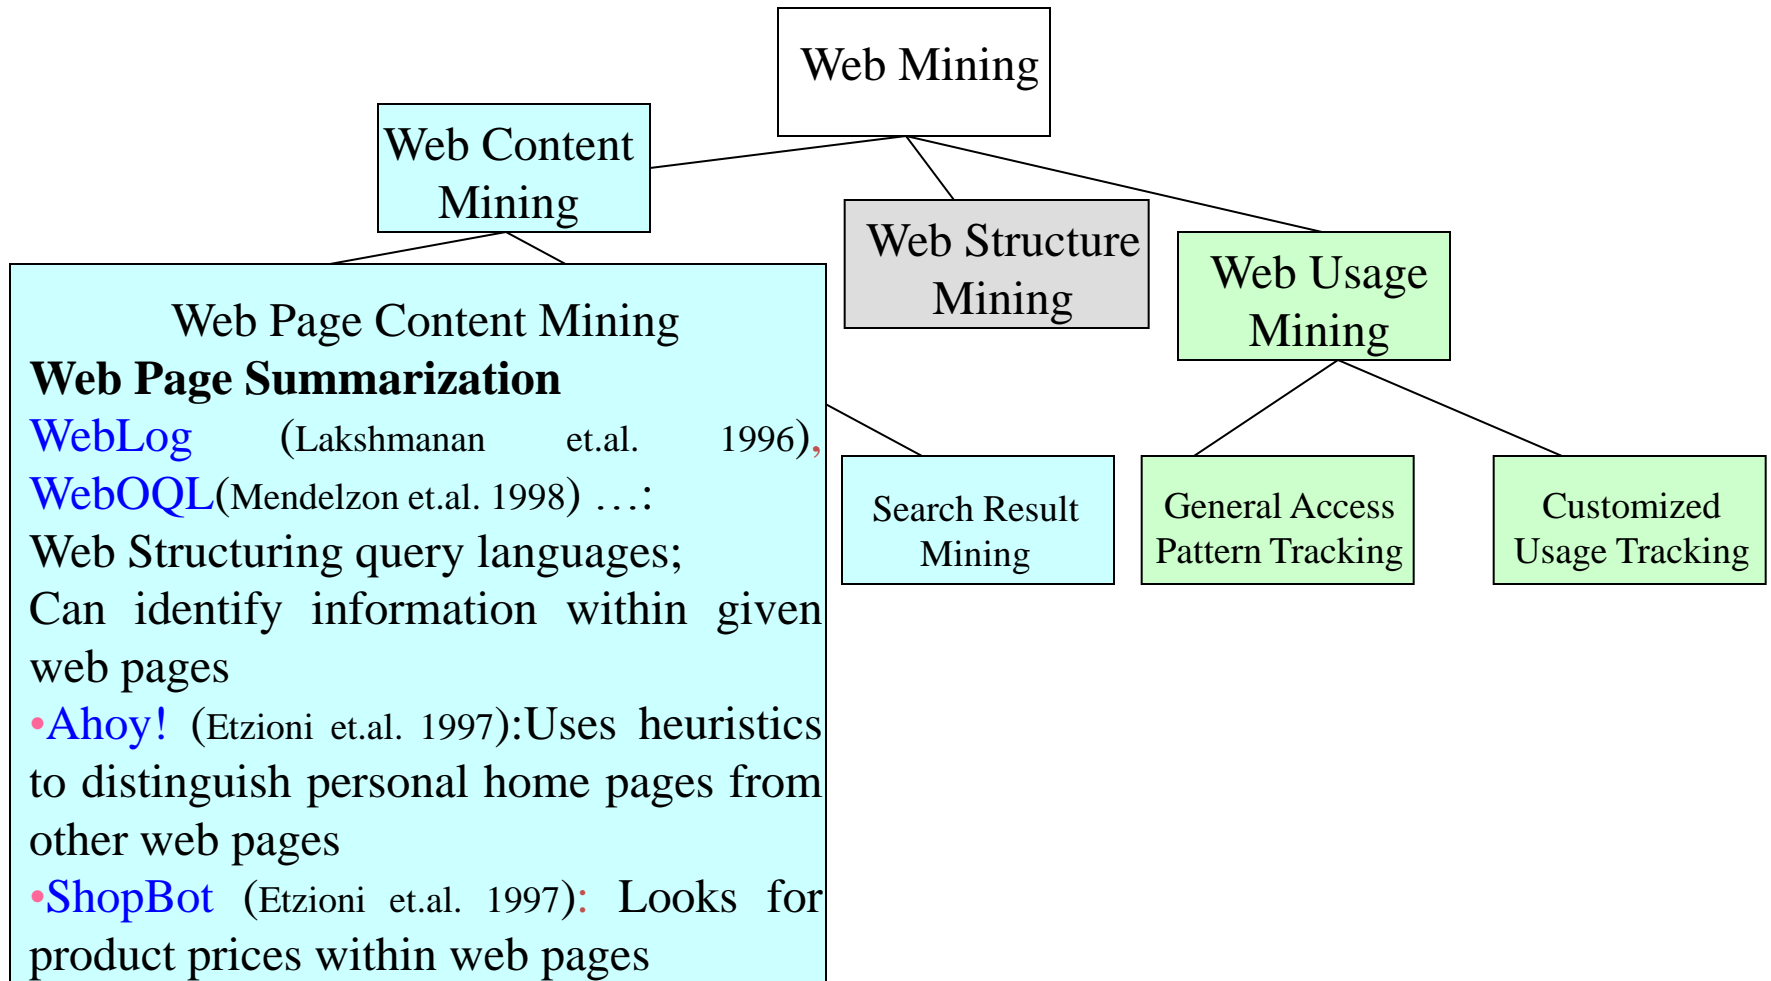 Web Mining
Web Content
Mining
Web Structure
Mining
Web Usage
Mining
Web Page Content Mining
Web Page Summarization
WebLog (Lakshmanan et.al. 1996),
WebOQL(Mendelzon et.al. 1998) …:
Web Structuring query languages;
Can identify information within given
web pages
•Ahoy! (Etzioni et.al. 1997):Uses heuristics
to distinguish personal home pages from
other web pages
•ShopBot (Etzioni et.al. 1997): Looks for
product prices within web pages
Search Result
Mining
General Access
Pattern Tracking
Customized
Usage Tracking